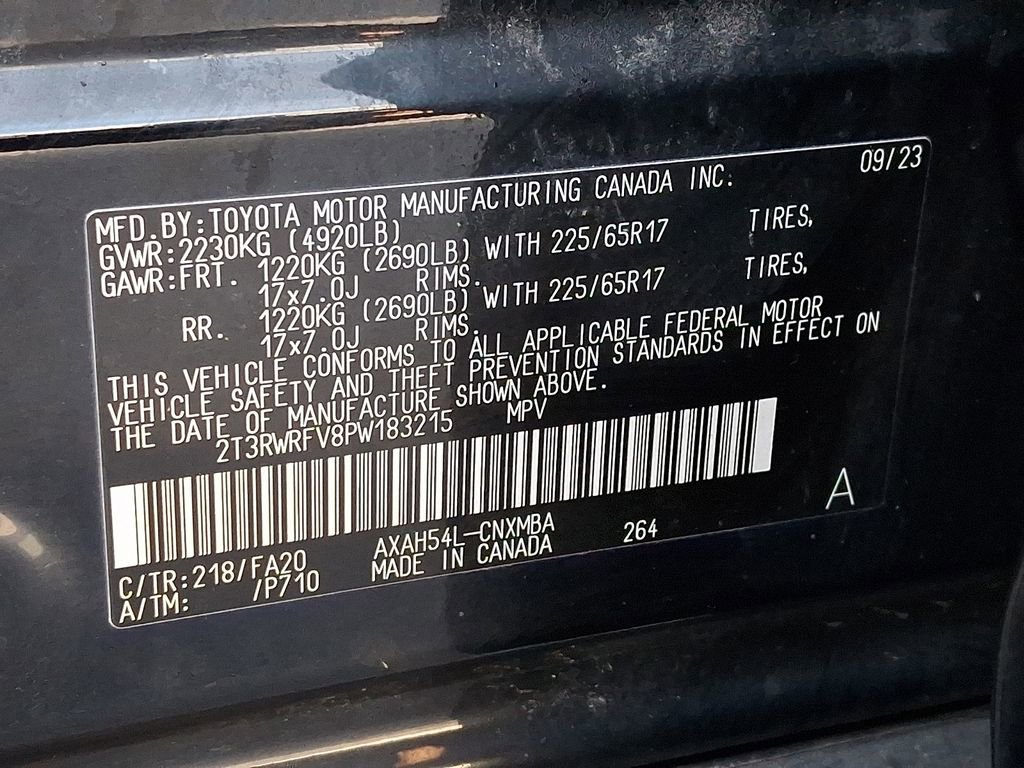 09/23
MFD.BY:TOYOTA MOTOR MANUFACTURING CANADA INC.
GVWR:2230KG (4920LB)
GAWR:FRT. 1220KG (2690LB) WITH 225/65R17 TIRES,
17x7.0J RIMS.
RR. 1220KG (2690LB) WITH 225/65R17 TIRES,
17x7.0J RIMS.
THIS VEHICLE CONFORMS TO ALL APPLICABLE FEDERAL MOTOR
VEHICLE SAFETY AND THEFT PREVENTION STANDARDS IN EFFECT ON
THE DATE OF MANUFACTURE SHOWN ABOVE.
2T3RWRFV8PW183215 MPV
A
C/TR:218/FA20 AXAH54L-CNXMBA 264
A/TM: /P710 MADE IN CANADA